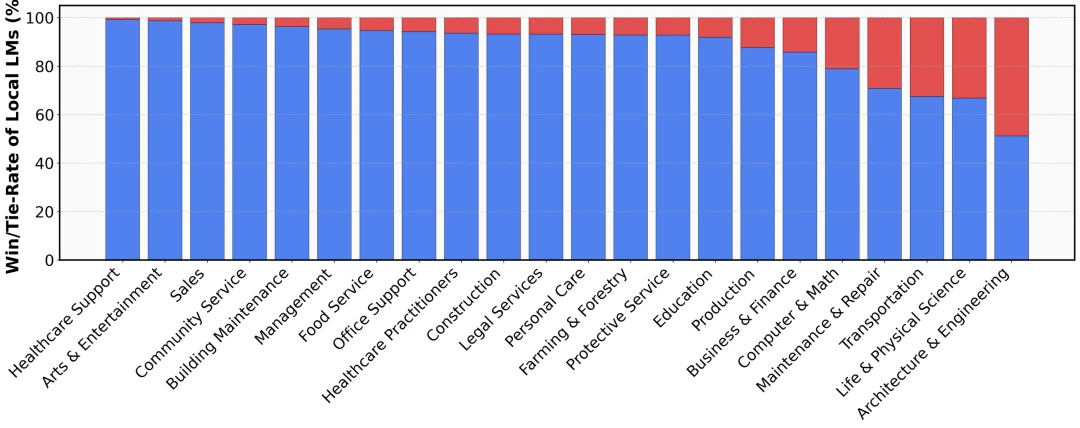 Win/Tie-Rate of Local LMs (%
100
80
60
40
20
0
Healthcare Support
Arts & Entertainment
Sales
Community Service
Building Maintenance
Management
Food Service
Office Support
Healthcare Practitioners
Construction
Legal Services
Personal Care
Farming & Forestry
Protective Service
Education
Production
Business & Finance
Computer & Math
Maintenance & Repair
Transportation
Life & Physical Science
Architecture & Engineering